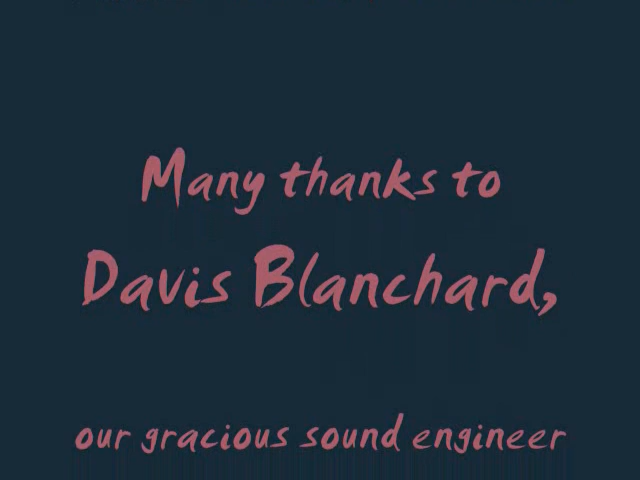 Many thanks to
Davis Blanchard,
our gracious sound engineer